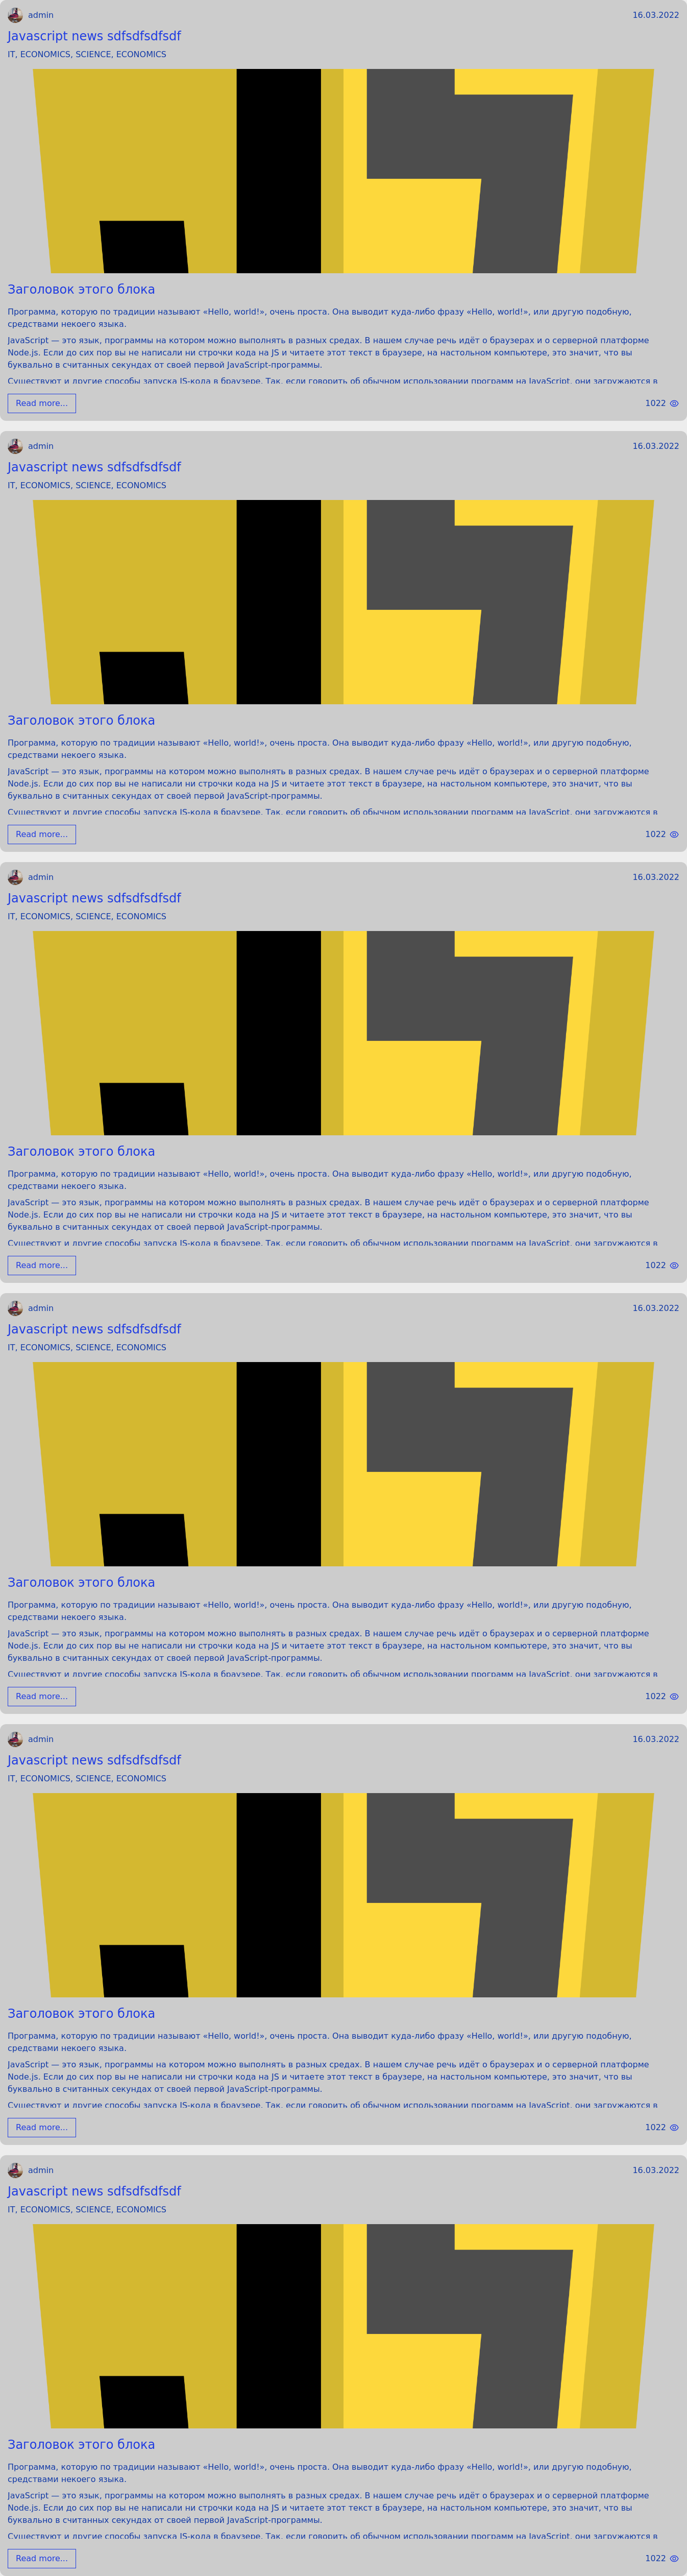 admin 16.03.2022
Javascript news sdfsdfsdfsdf
IT, ECONOMICS, SCIENCE, ECONOMICS
Заголовок этого блока
Программа, которую по традиции называют «Hello, world!», очень проста. Она выводит куда-либо фразу «Hello, world!», или другую подобную,
средствами некоего языка.
JavaScript — это язык, программы на котором можно выполнять в разных средах. В нашем случае речь идёт о браузерах и о серверной платформе
Node.js. Если до сих пор вы не написали ни строчки кода на JS и читаете этот текст в браузере, на настольном компьютере, это значит, что вы
буквально в считанных секундах от своей первой JavaScript-программы.
Существуют и другие способы запуска JS-кода в браузере. Так, если говорить об обычном использовании программ на JavaScript, они загружаются в
Read more... 1022
admin 16.03.2022
Javascript news sdfsdfsdfsdf
IT, ECONOMICS, SCIENCE, ECONOMICS
Заголовок этого блока
Программа, которую по традиции называют «Hello, world!», очень проста. Она выводит куда-либо фразу «Hello, world!», или другую подобную,
средствами некоего языка.
JavaScript — это язык, программы на котором можно выполнять в разных средах. В нашем случае речь идёт о браузерах и о серверной платформе
Node.js. Если до сих пор вы не написали ни строчки кода на JS и читаете этот текст в браузере, на настольном компьютере, это значит, что вы
буквально в считанных секундах от своей первой JavaScript-программы.
Существуют и другие способы запуска JS-кода в браузере. Так, если говорить об обычном использовании программ на JavaScript, они загружаются в
Read more... 1022
admin 16.03.2022
Javascript news sdfsdfsdfsdf
IT, ECONOMICS, SCIENCE, ECONOMICS
Заголовок этого блока
Программа, которую по традиции называют «Hello, world!», очень проста. Она выводит куда-либо фразу «Hello, world!», или другую подобную,
средствами некоего языка.
JavaScript — это язык, программы на котором можно выполнять в разных средах. В нашем случае речь идёт о браузерах и о серверной платформе
Node.js. Если до сих пор вы не написали ни строчки кода на JS и читаете этот текст в браузере, на настольном компьютере, это значит, что вы
буквально в считанных секундах от своей первой JavaScript-программы.
Существуют и другие способы запуска JS-кода в браузере. Так, если говорить об обычном использовании программ на JavaScript, они загружаются в
Read more... 1022
admin 16.03.2022
Javascript news sdfsdfsdfsdf
IT, ECONOMICS, SCIENCE, ECONOMICS
Заголовок этого блока
Программа, которую по традиции называют «Hello, world!», очень проста. Она выводит куда-либо фразу «Hello, world!», или другую подобную,
средствами некоего языка.
JavaScript — это язык, программы на котором можно выполнять в разных средах. В нашем случае речь идёт о браузерах и о серверной платформе
Node.js. Если до сих пор вы не написали ни строчки кода на JS и читаете этот текст в браузере, на настольном компьютере, это значит, что вы
буквально в считанных секундах от своей первой JavaScript-программы.
Существуют и другие способы запуска JS-кода в браузере. Так, если говорить об обычном использовании программ на JavaScript, они загружаются в
Read more... 1022
admin 16.03.2022
Javascript news sdfsdfsdfsdf
IT, ECONOMICS, SCIENCE, ECONOMICS
Заголовок этого блока
Программа, которую по традиции называют «Hello, world!», очень проста. Она выводит куда-либо фразу «Hello, world!», или другую подобную,
средствами некоего языка.
JavaScript — это язык, программы на котором можно выполнять в разных средах. В нашем случае речь идёт о браузерах и о серверной платформе
Node.js. Если до сих пор вы не написали ни строчки кода на JS и читаете этот текст в браузере, на настольном компьютере, это значит, что вы
буквально в считанных секундах от своей первой JavaScript-программы.
Существуют и другие способы запуска JS-кода в браузере. Так, если говорить об обычном использовании программ на JavaScript, они загружаются в
Read more... 1022
admin 16.03.2022
Javascript news sdfsdfsdfsdf
IT, ECONOMICS, SCIENCE, ECONOMICS
Заголовок этого блока
Программа, которую по традиции называют «Hello, world!», очень проста. Она выводит куда-либо фразу «Hello, world!», или другую подобную,
средствами некоего языка.
JavaScript — это язык, программы на котором можно выполнять в разных средах. В нашем случае речь идёт о браузерах и о серверной платформе
Node.js. Если до сих пор вы не написали ни строчки кода на JS и читаете этот текст в браузере, на настольном компьютере, это значит, что вы
буквально в считанных секундах от своей первой JavaScript-программы.
Существуют и другие способы запуска JS-кода в браузере. Так, если говорить об обычном использовании программ на JavaScript, они загружаются в
Read more... 1022